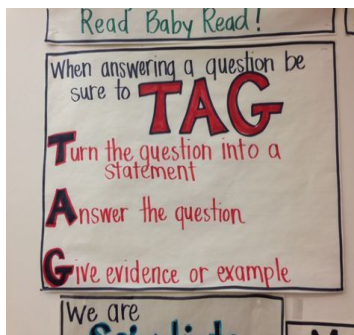 Read Baby Read!
When answering a question be
sure to TAG
Turn the question into a
statement
Answer the question
Give evidence or example
We are
Scientists